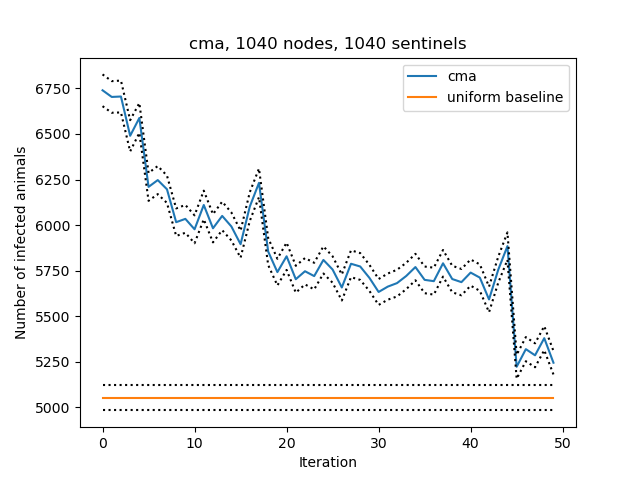 cma, 1040 nodes, 1040 sentinels
cma
uniform baseline
Number of infected animals
6750
6500
6250
6000
5750
5500
5250
5000
0 10 20 30 40 50
Iteration